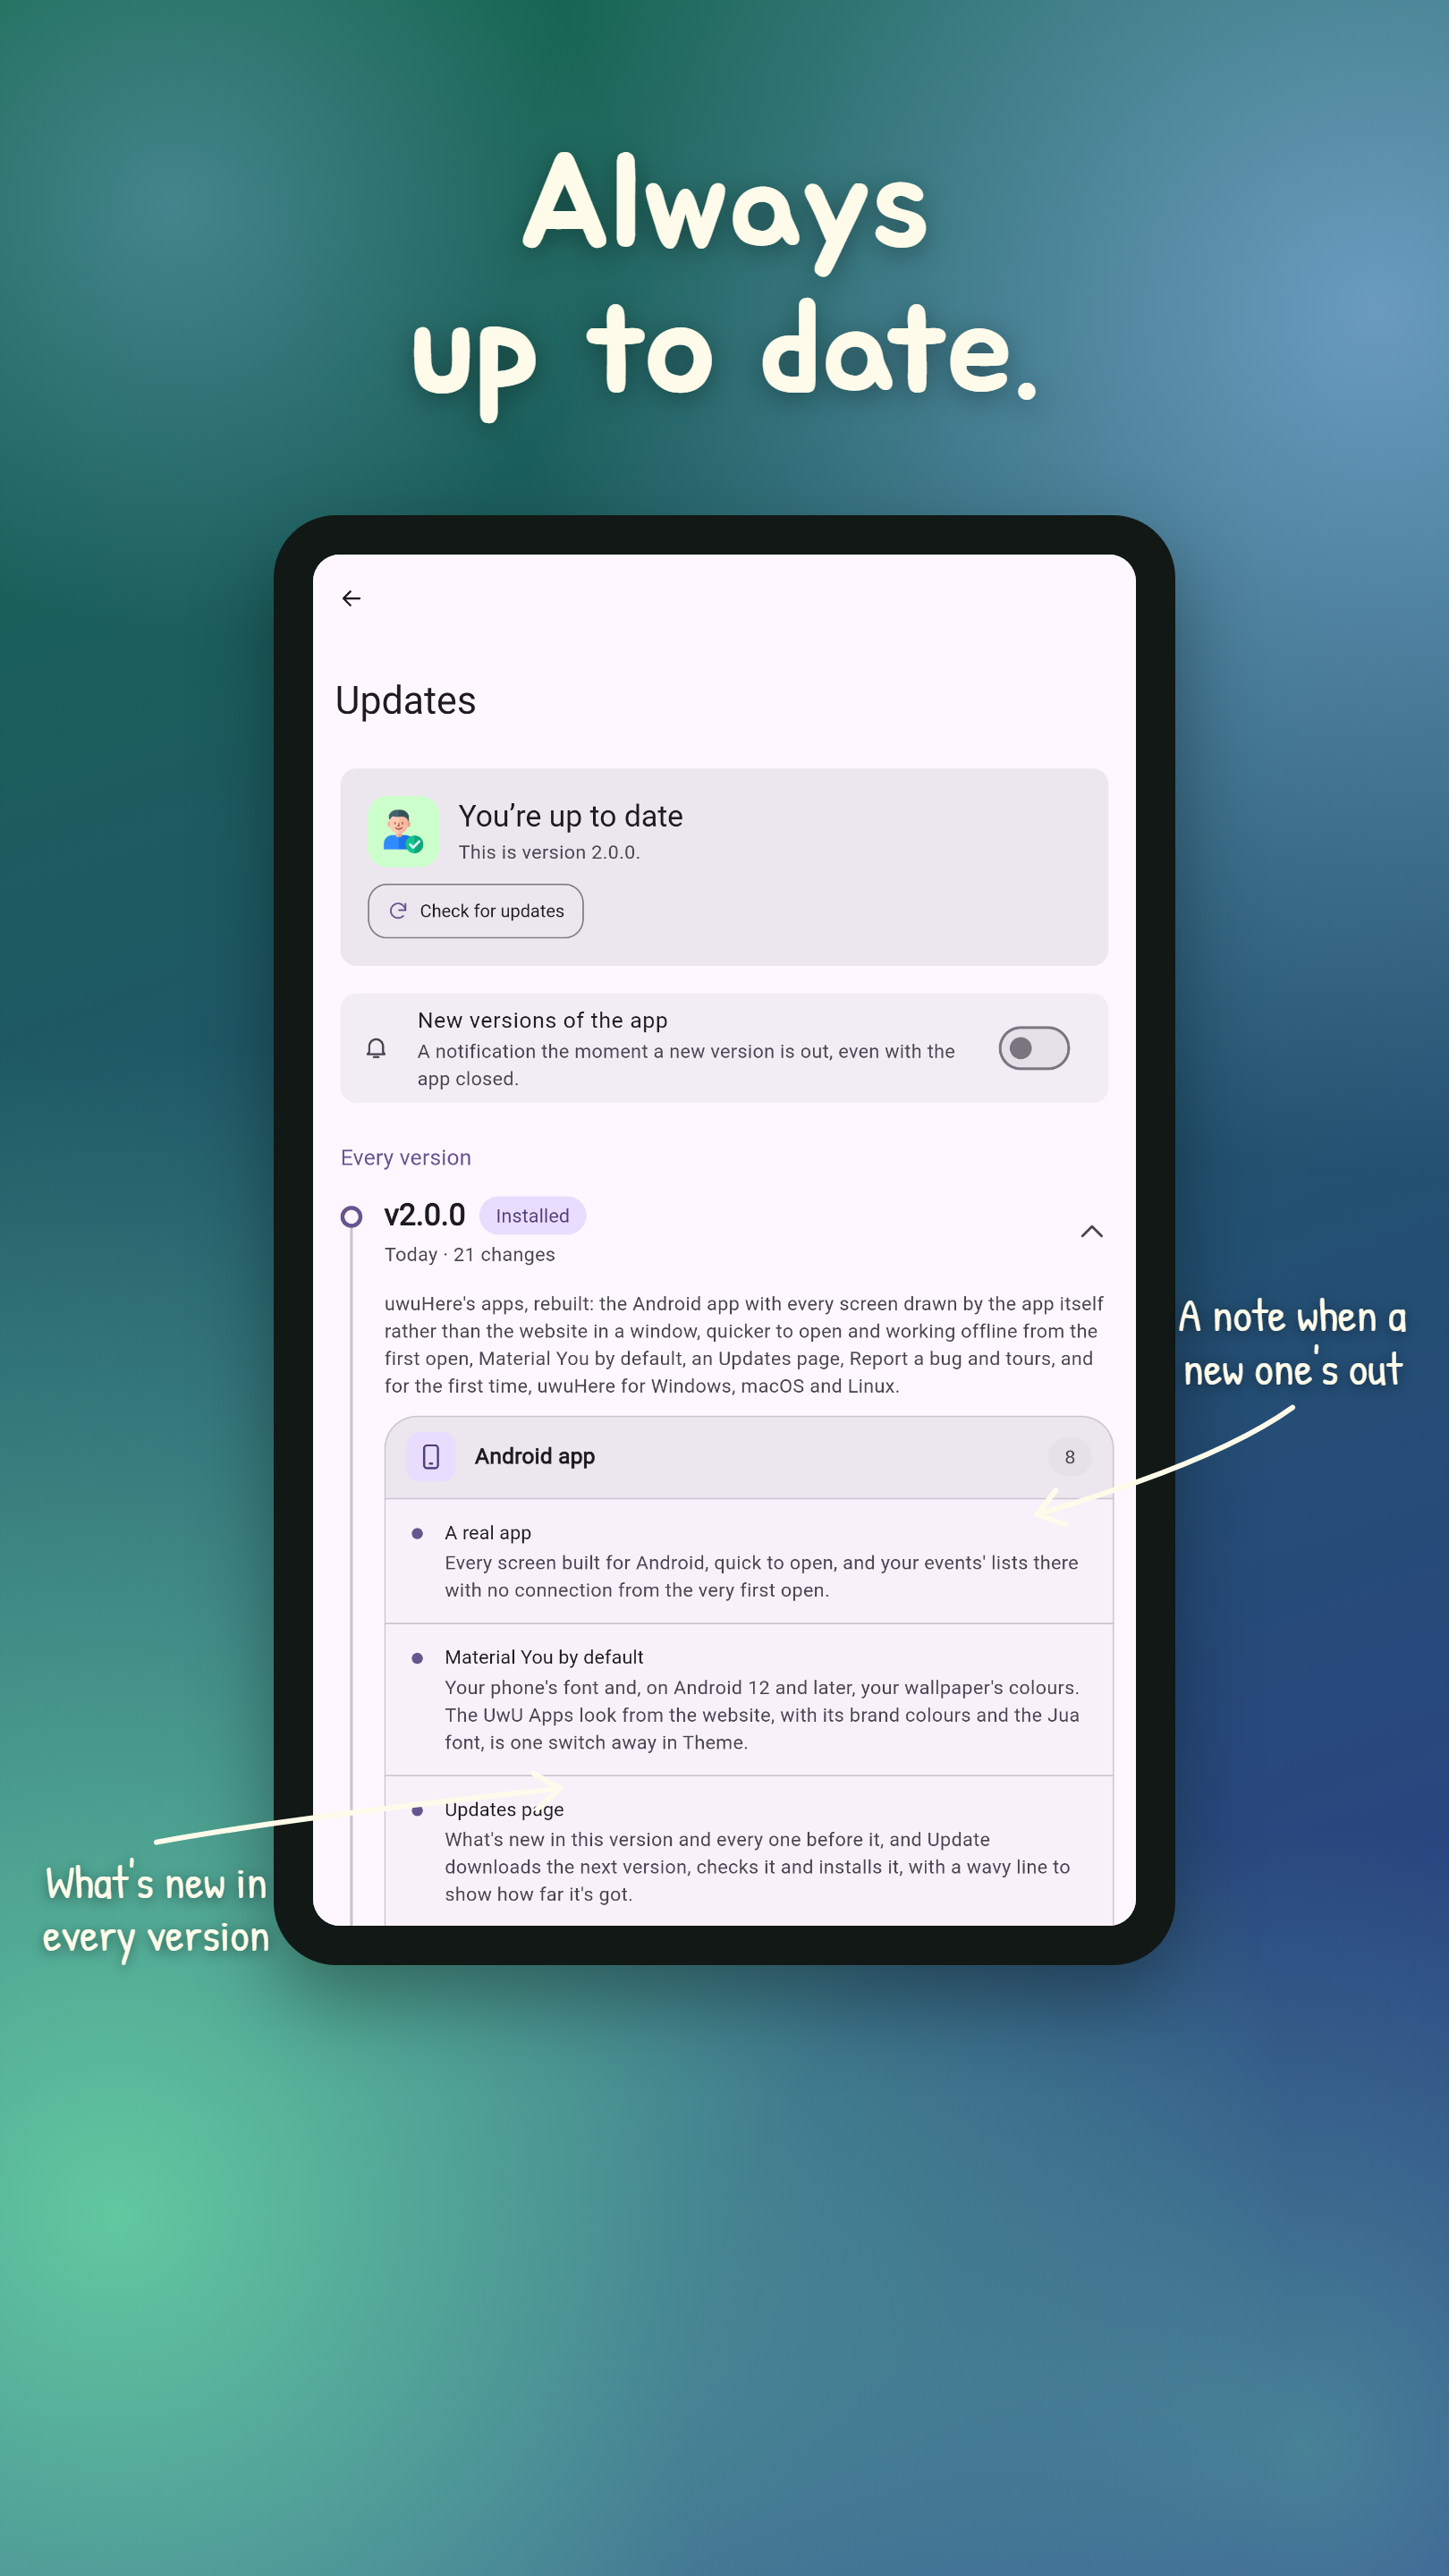 Always
up to date.
Updates
You’re up to date
This is version 2.0.0.
Check for updates
New versions of the app
A notification the moment a new version is out, even with the
app closed.
Every version
v2.0.0 Installed
Today · 21 changes
uwuHere's apps, rebuilt: the Android app with every screen drawn by the app itself
rather than the website in a window, quicker to open and working offline from the
first open, Material You by default, an Updates page, Report a bug and tours, and
for the first time, uwuHere for Windows, macOS and Linux.
A note when a
new one's out
Android app 8
A real app
Every screen built for Android, quick to open, and your events' lists there
with no connection from the very first open.
Material You by default
Your phone's font and, on Android 12 and later, your wallpaper's colours.
The UwU Apps look from the website, with its brand colours and the Jua
font, is one switch away in Theme.
Updates page
What's new in this version and every one before it, and Update
downloads the next version, checks it and installs it, with a wavy line to
show how far it's got.
What's new in
every version